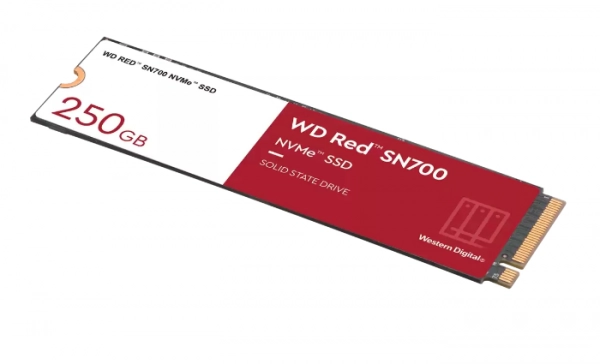 WD RED™ SN700 NVMe™ SSD
250GB
WD Red™ SN700
NVMe™ SSD
SOLID STATE DRIVE
Western Digital®